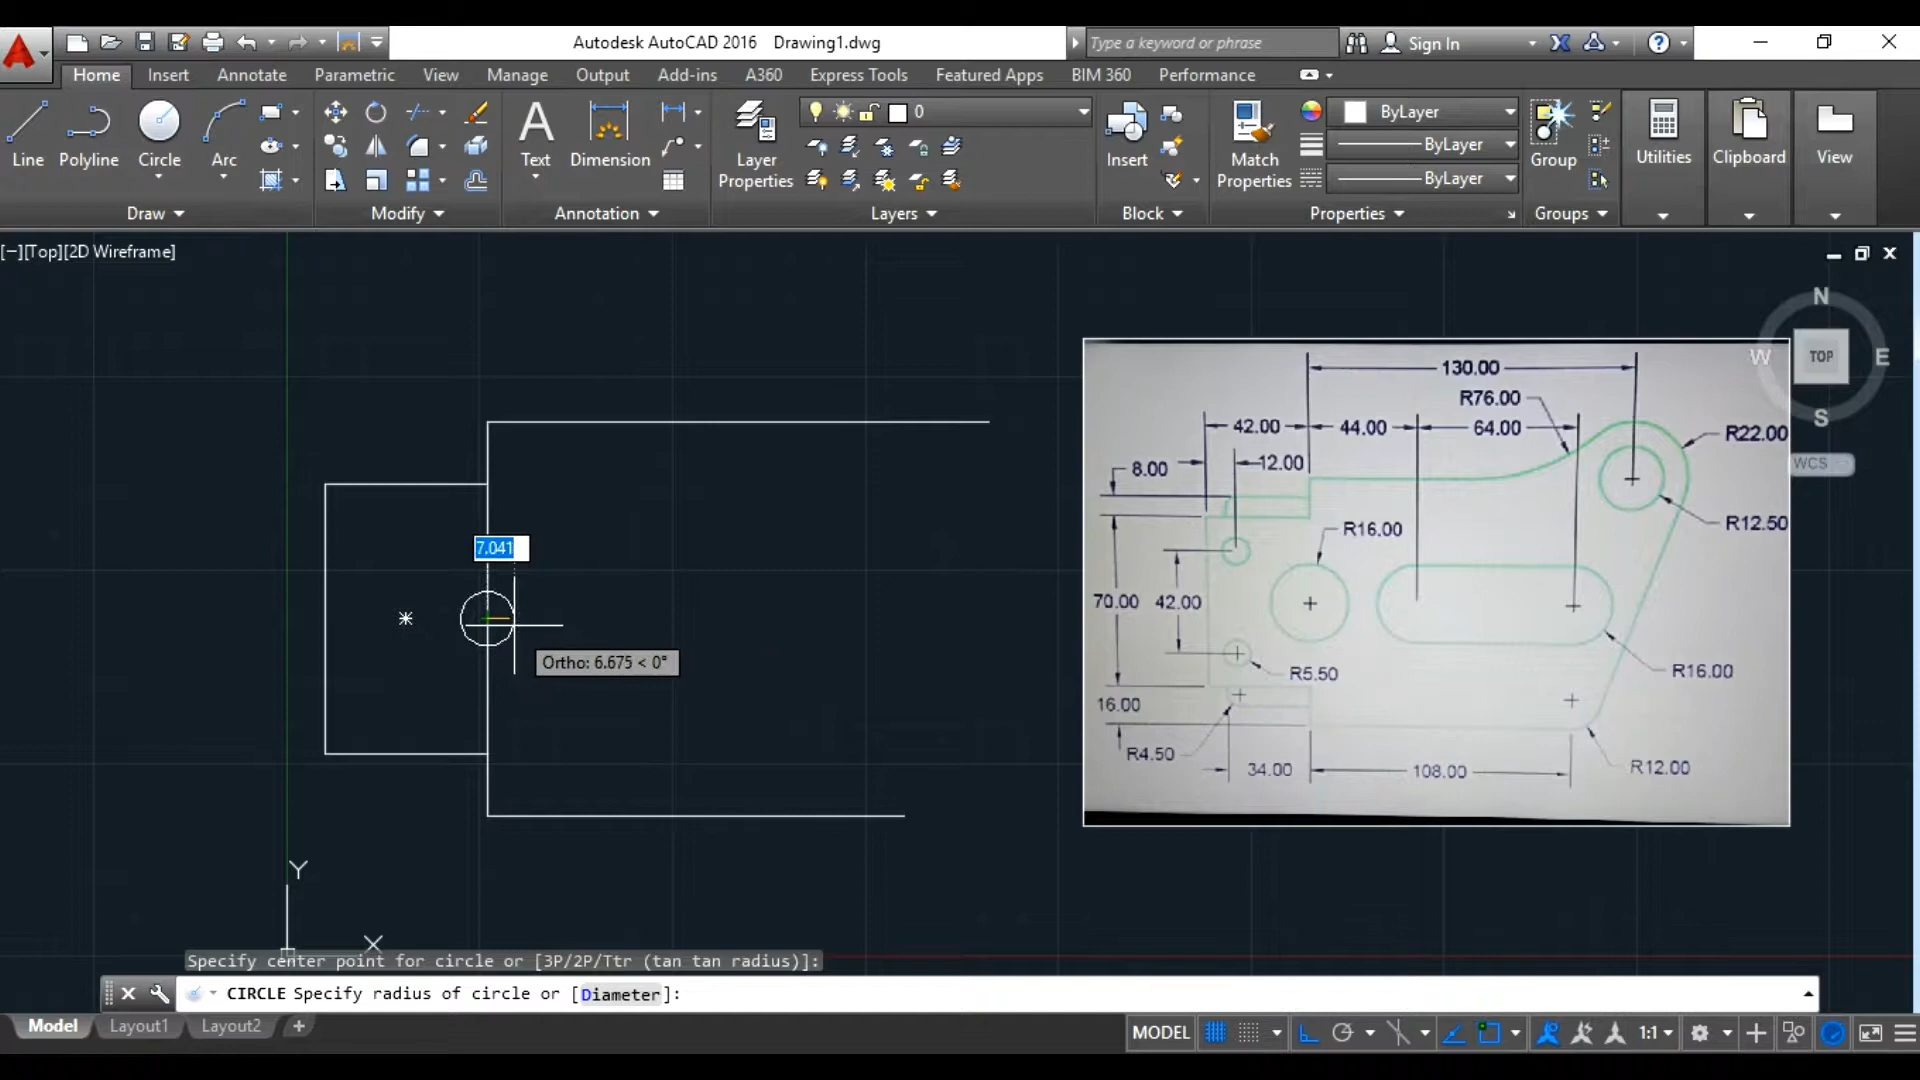 Autodesk AutoCAD 2016 Drawing1.dwg
Type a keyword or phrase
Sign In
Home Insert Annotate Parametric View Manage Output Add-ins A360 Express Tools Featured Apps BIM 360 Performance
Line Polyline Circle Arc
Text Dimension
Layer Properties
0
Insert
Match Properties
ByLayer
ByLayer
ByLayer
Group
Utilities Clipboard View
Draw Modify Annotation Layers Block Properties Groups
[−][Top][2D Wireframe]
N
W TOP E
S
WCS
130.00
R76.00
42.00 44.00 64.00
R22.00
8.00 12.00
R12.50
R16.00
70.00 42.00
R5.50
R16.00
16.00
R4.50
34.00 108.00
R12.00
7.041
Ortho: 6.675 < 0°
Y
X
Specify center point for circle or [3P/2P/Ttr (tan tan radius)]:
CIRCLE Specify radius of circle or [Diameter]:
Model Layout1 Layout2 +
MODEL 1:1